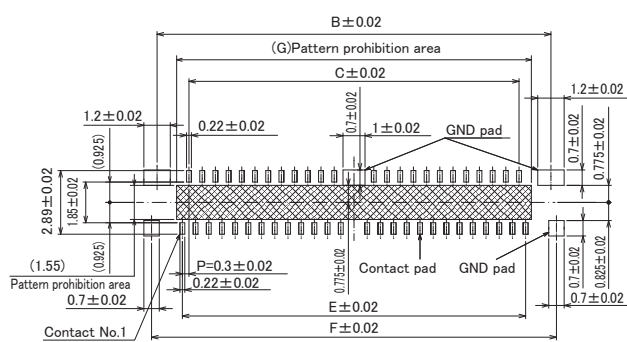 B±0.02
(G)Pattern prohibition area
C±0.02
1.2±0.02
0.22±0.02
0.7±0.02
1±0.02
GND pad
1.2±0.02
(0.925)
0.7±0.02
0.775±0.02
2.89±0.02
1.85±0.02
(0.925)
(1.55)
Pattern prohibition area
P=0.3±0.02
0.22±0.02
0.775±0.02
Contact pad
GND pad
0.7±0.02
0.825±0.02
0.7±0.02
0.7±0.02
E±0.02
Contact No.1
F±0.02